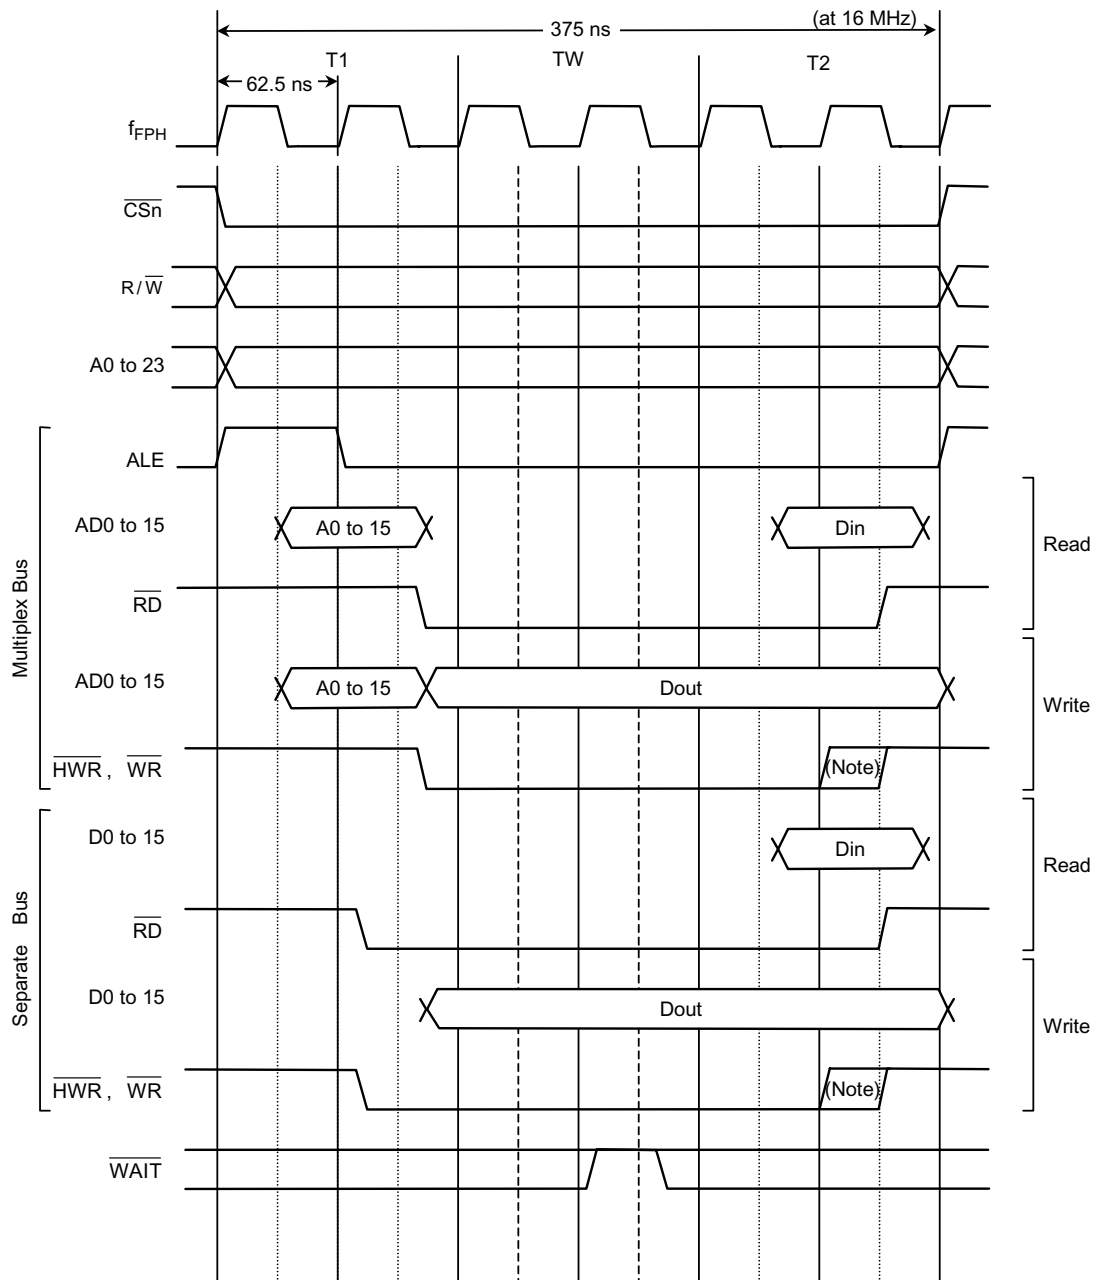 (at 16 MHz)
375 ns
T1 TW T2
62.5 ns
fFPH
CSn
R/W
A0 to 23
ALE
Multiplex Bus
AD0 to 15 A0 to 15 Din
RD
Read
AD0 to 15 A0 to 15 Dout
HWR, WR (Note)
Write
Separate Bus
D0 to 15 Din
RD
Read
D0 to 15 Dout
HWR, WR (Note)
Write
WAIT